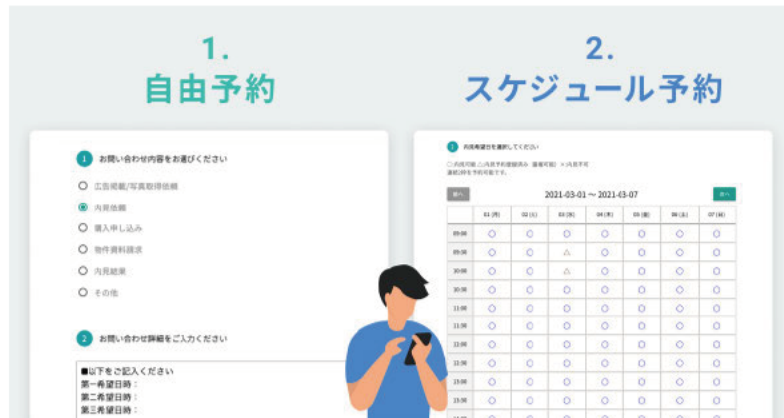 1.
自由予約
1 お問い合わせ内容をお選びください
広告掲載/写真取得依頼
内見依頼
購入申し込み
物件資料請求
内見結果
その他
2 お問い合わせ詳細をご入力ください
■以下をご記入ください
第一希望日時：
第二希望日時：
第三希望日時：
2.
スケジュール予約
1 内見希望日を選択してください
2021-03-01 ～ 2021-03-07
01 (月) 02 (火) 03 (水) 04 (木) 05 (金) 06 (土) 07 (日)
09:00 ○ ○ ○ ○ ○ ○ ○
09:30 ○ ○ △ ○ ○ ○ ○
10:00 ○ ○ △ ○ ○ ○ ○
10:30 ○ ○ ○ ○ ○ ○ ○
11:00 ○ ○ ○ ○ ○ ○ ○
11:30 ○ ○ ○ ○ ○ ○ ○
12:00 ○ ○ ○ ○ ○ ○ ○
12:30 ○ ○ ○ ○ ○ ○ ○
13:00 ○ ○ ○ ○ ○ ○ ○
13:30 ○ ○ ○ ○ ○ ○ ○